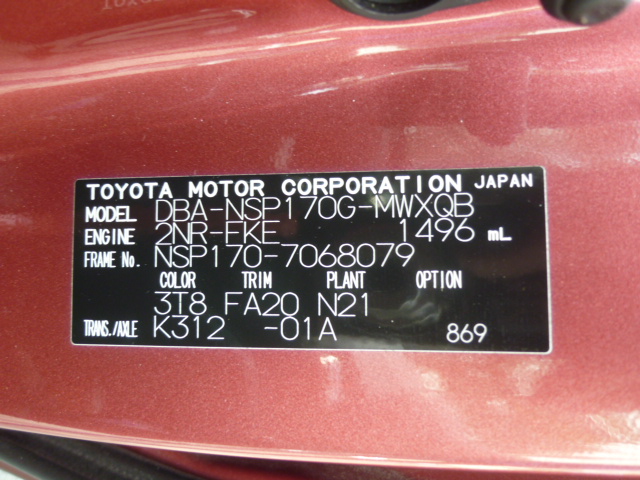 TOYOTA MOTOR CORPORATION JAPAN
MODEL DBA-NSP170G-MWXQB
ENGINE 2NR-FKE 1496 mL
FRAME No. NSP170-7068079
COLOR TRIM PLANT OPTION
3T8 FA20 N21
TRANS./AXLE K312 -01A 869